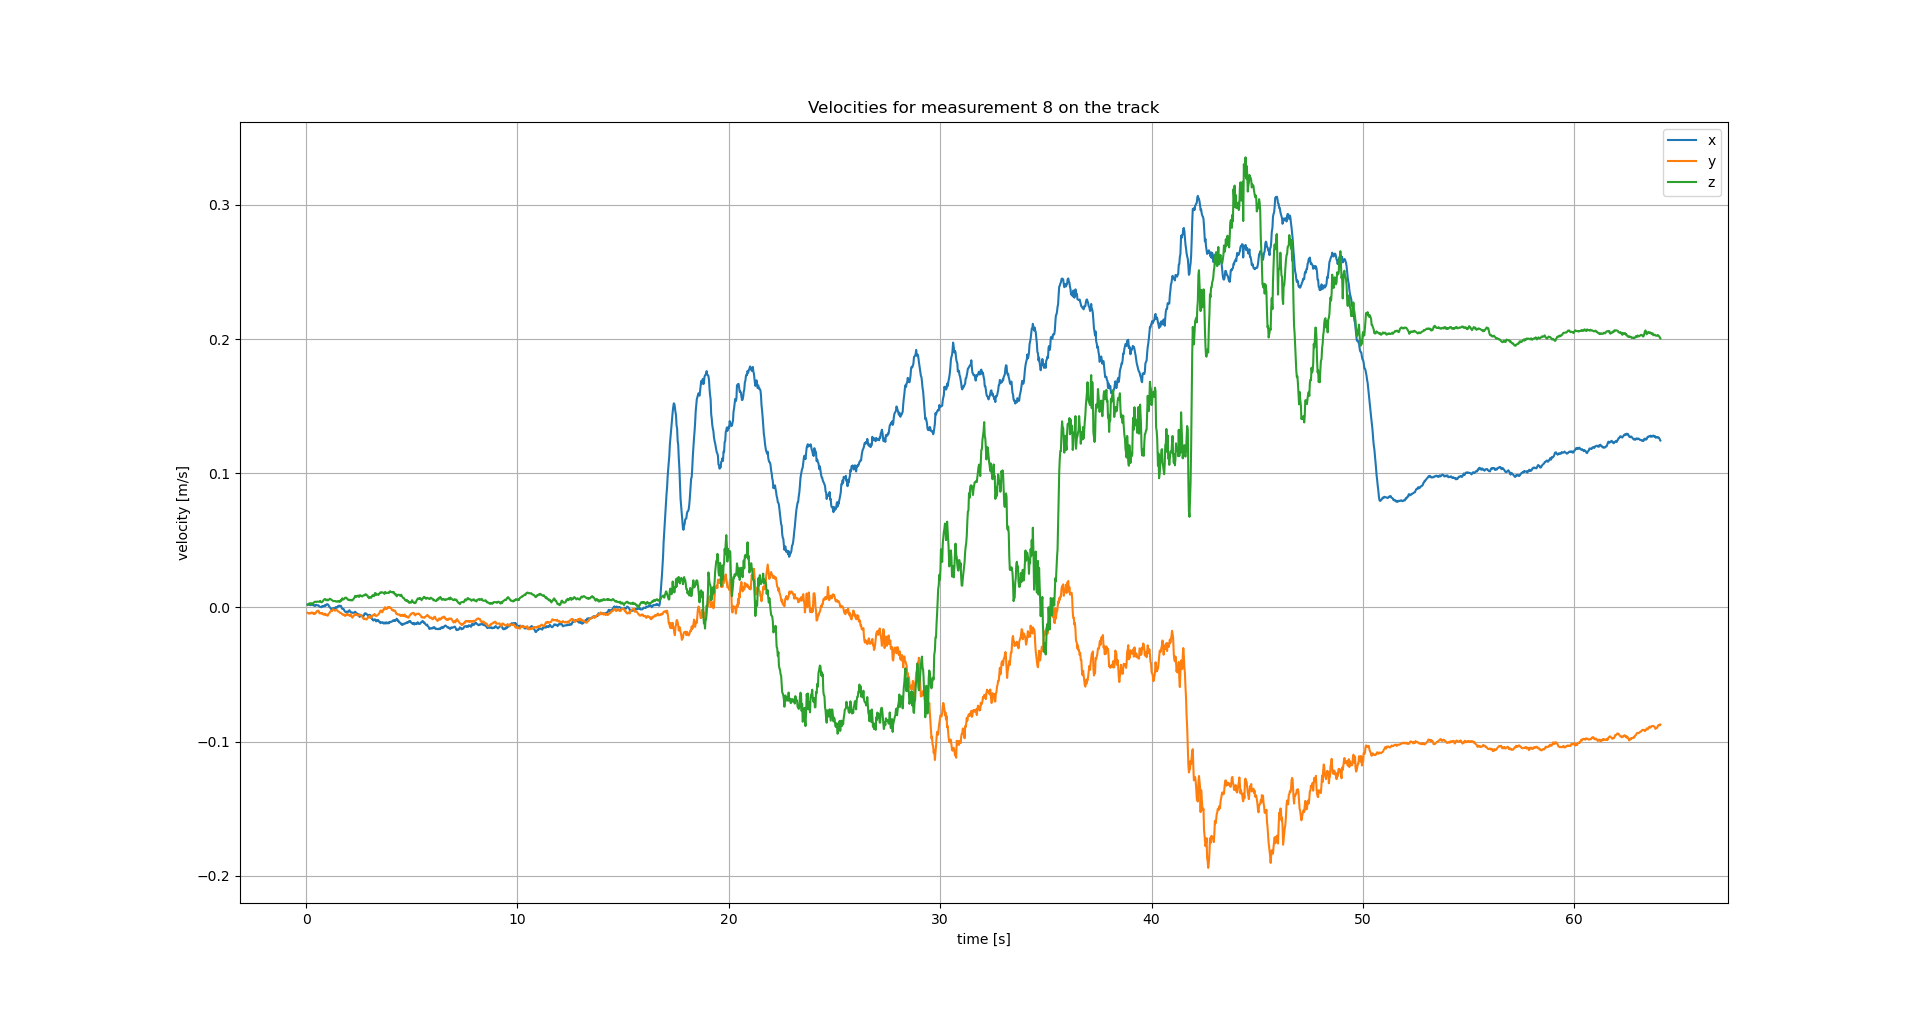 Velocities for measurement 8 on the track
x
y
z
0.3
0.2
0.1
0.0
−0.1
−0.2
velocity [m/s]
0 10 20 30 40 50 60
time [s]